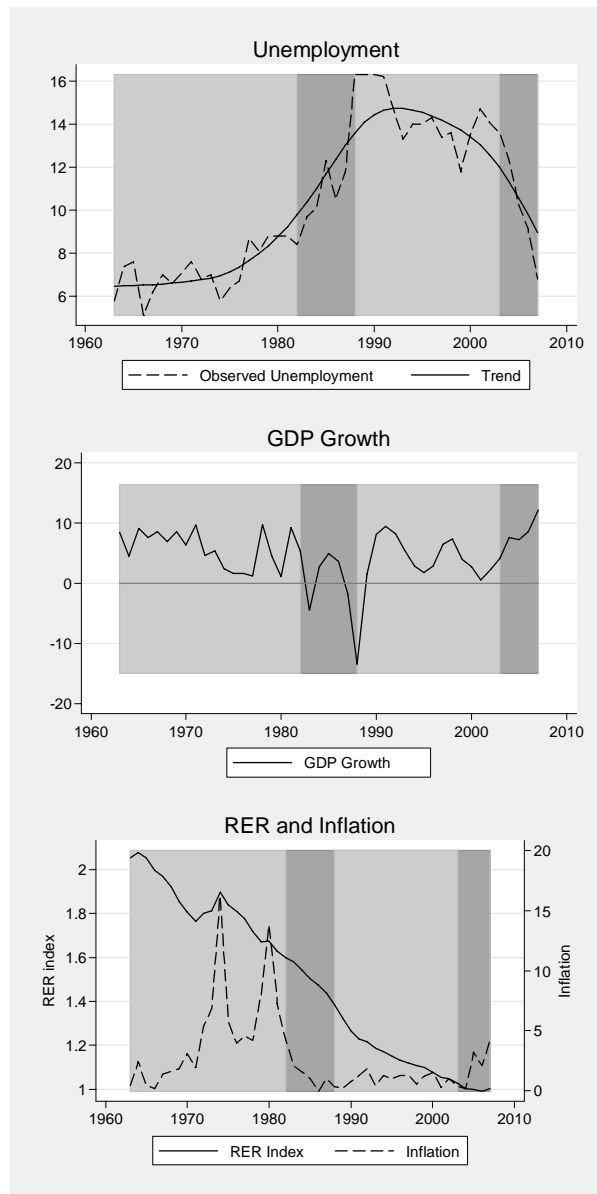 Unemployment
16
14
12
10
8
6
1960 1970 1980 1990 2000 2010
Observed Unemployment Trend
GDP Growth
20
10
0
-10
-20
1960 1970 1980 1990 2000 2010
GDP Growth
RER and Inflation
2
1.8
1.6
1.4
1.2
1
RER index
20
15
10
5
0
Inflation
1960 1970 1980 1990 2000 2010
RER Index Inflation